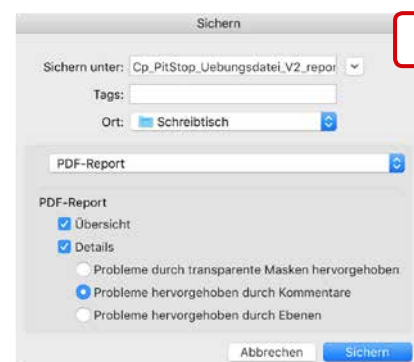 Sichern
Sichern unter: Cp_PitStop_Uebungsdatei_V2_repor
Tags:
Ort: Schreibtisch
PDF-Report
PDF-Report
Übersicht
Details
Probleme durch transparente Masken hervorgehoben
Probleme hervorgehoben durch Kommentare
Probleme hervorgehoben durch Ebenen
Abbrechen Sichern